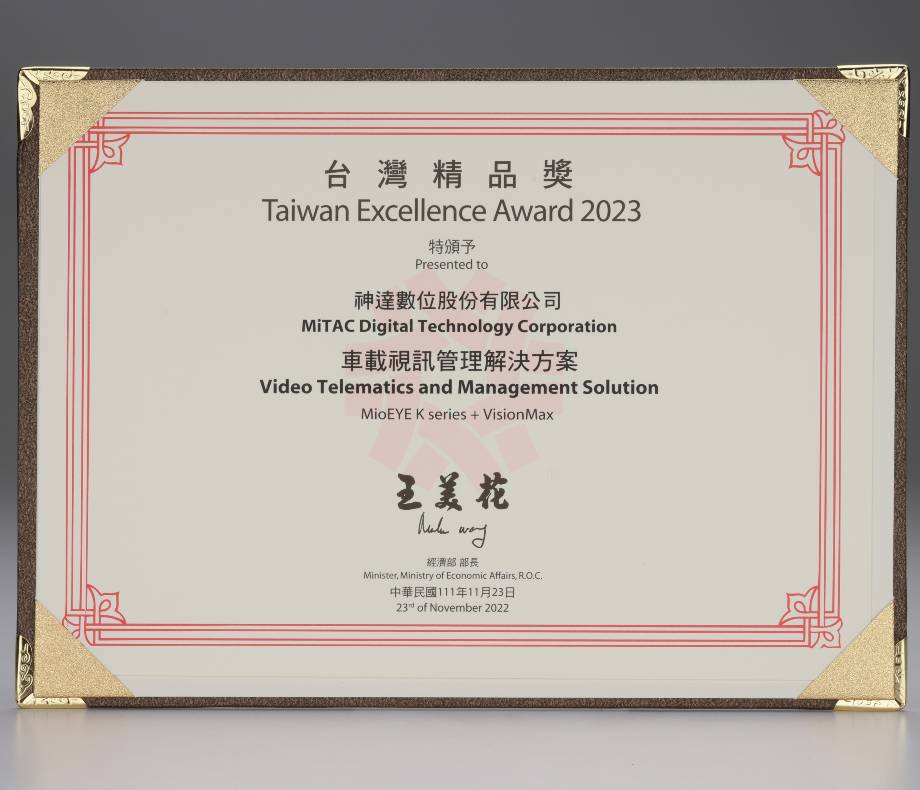 台灣精品獎
Taiwan Excellence Award 2023
特頒予
Presented to
神達數位股份有限公司
MiTAC Digital Technology Corporation
車載視訊管理解決方案
Video Telematics and Management Solution
MioEYE K series + VisionMax
王美花
經濟部 部長
Minister, Ministry of Economic Affairs, R.O.C.
中華民國111年11月23日
23rd of November 2022